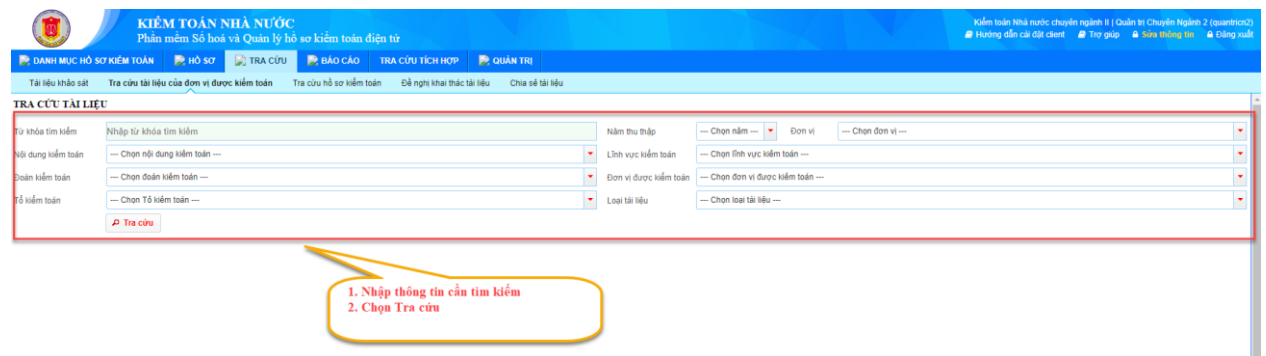 KIỂM TOÁN NHÀ NƯỚC
Phần mềm Số hoá và Quản lý hồ sơ kiểm toán điện tử
Kiểm toán Nhà nước chuyên ngành II | Quản trị Chuyên Ngành 2 (quantricn2)
Hướng dẫn cài đặt client Trợ giúp Sửa thông tin Đăng xuất
DANH MỤC HỒ SƠ KIỂM TOÁN HỒ SƠ TRA CỨU BÁO CÁO TRA CỨU TÍCH HỢP QUẢN TRỊ
Tài liệu khảo sát Tra cứu tài liệu của đơn vị được kiểm toán Tra cứu hồ sơ kiểm toán Đề nghị khai thác tài liệu Chia sẻ tài liệu
TRA CỨU TÀI LIỆU
Từ khóa tìm kiếm Nhập từ khóa tìm kiếm Năm thu thập --- Chọn năm --- Đơn vị --- Chọn đơn vị ---
Nội dung kiểm toán --- Chọn nội dung kiểm toán --- Lĩnh vực kiểm toán --- Chọn lĩnh vực kiểm toán ---
Đoàn kiểm toán --- Chọn đoàn kiểm toán --- Đơn vị được kiểm toán --- Chọn đơn vị được kiểm toán ---
Tổ kiểm toán --- Chọn Tổ kiểm toán --- Loại tài liệu --- Chọn loại tài liệu ---
Tra cứu
1. Nhập thông tin cần tìm kiếm
2. Chọn Tra cứu